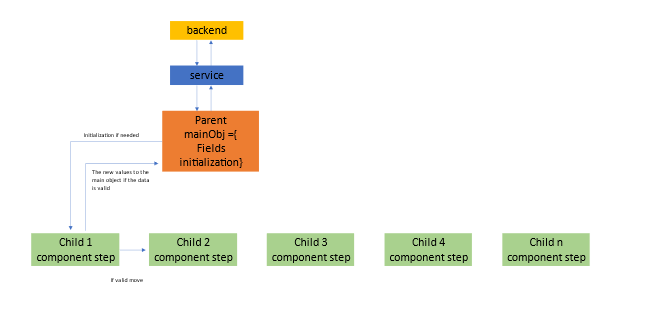 backend
service
Parent
mainObj ={
Fields
initialization}
Initialization if needed
The new values to the
main object if the data
is valid
Child 1
component step
Child 2
component step
Child 3
component step
Child 4
component step
Child n
component step
If valid move